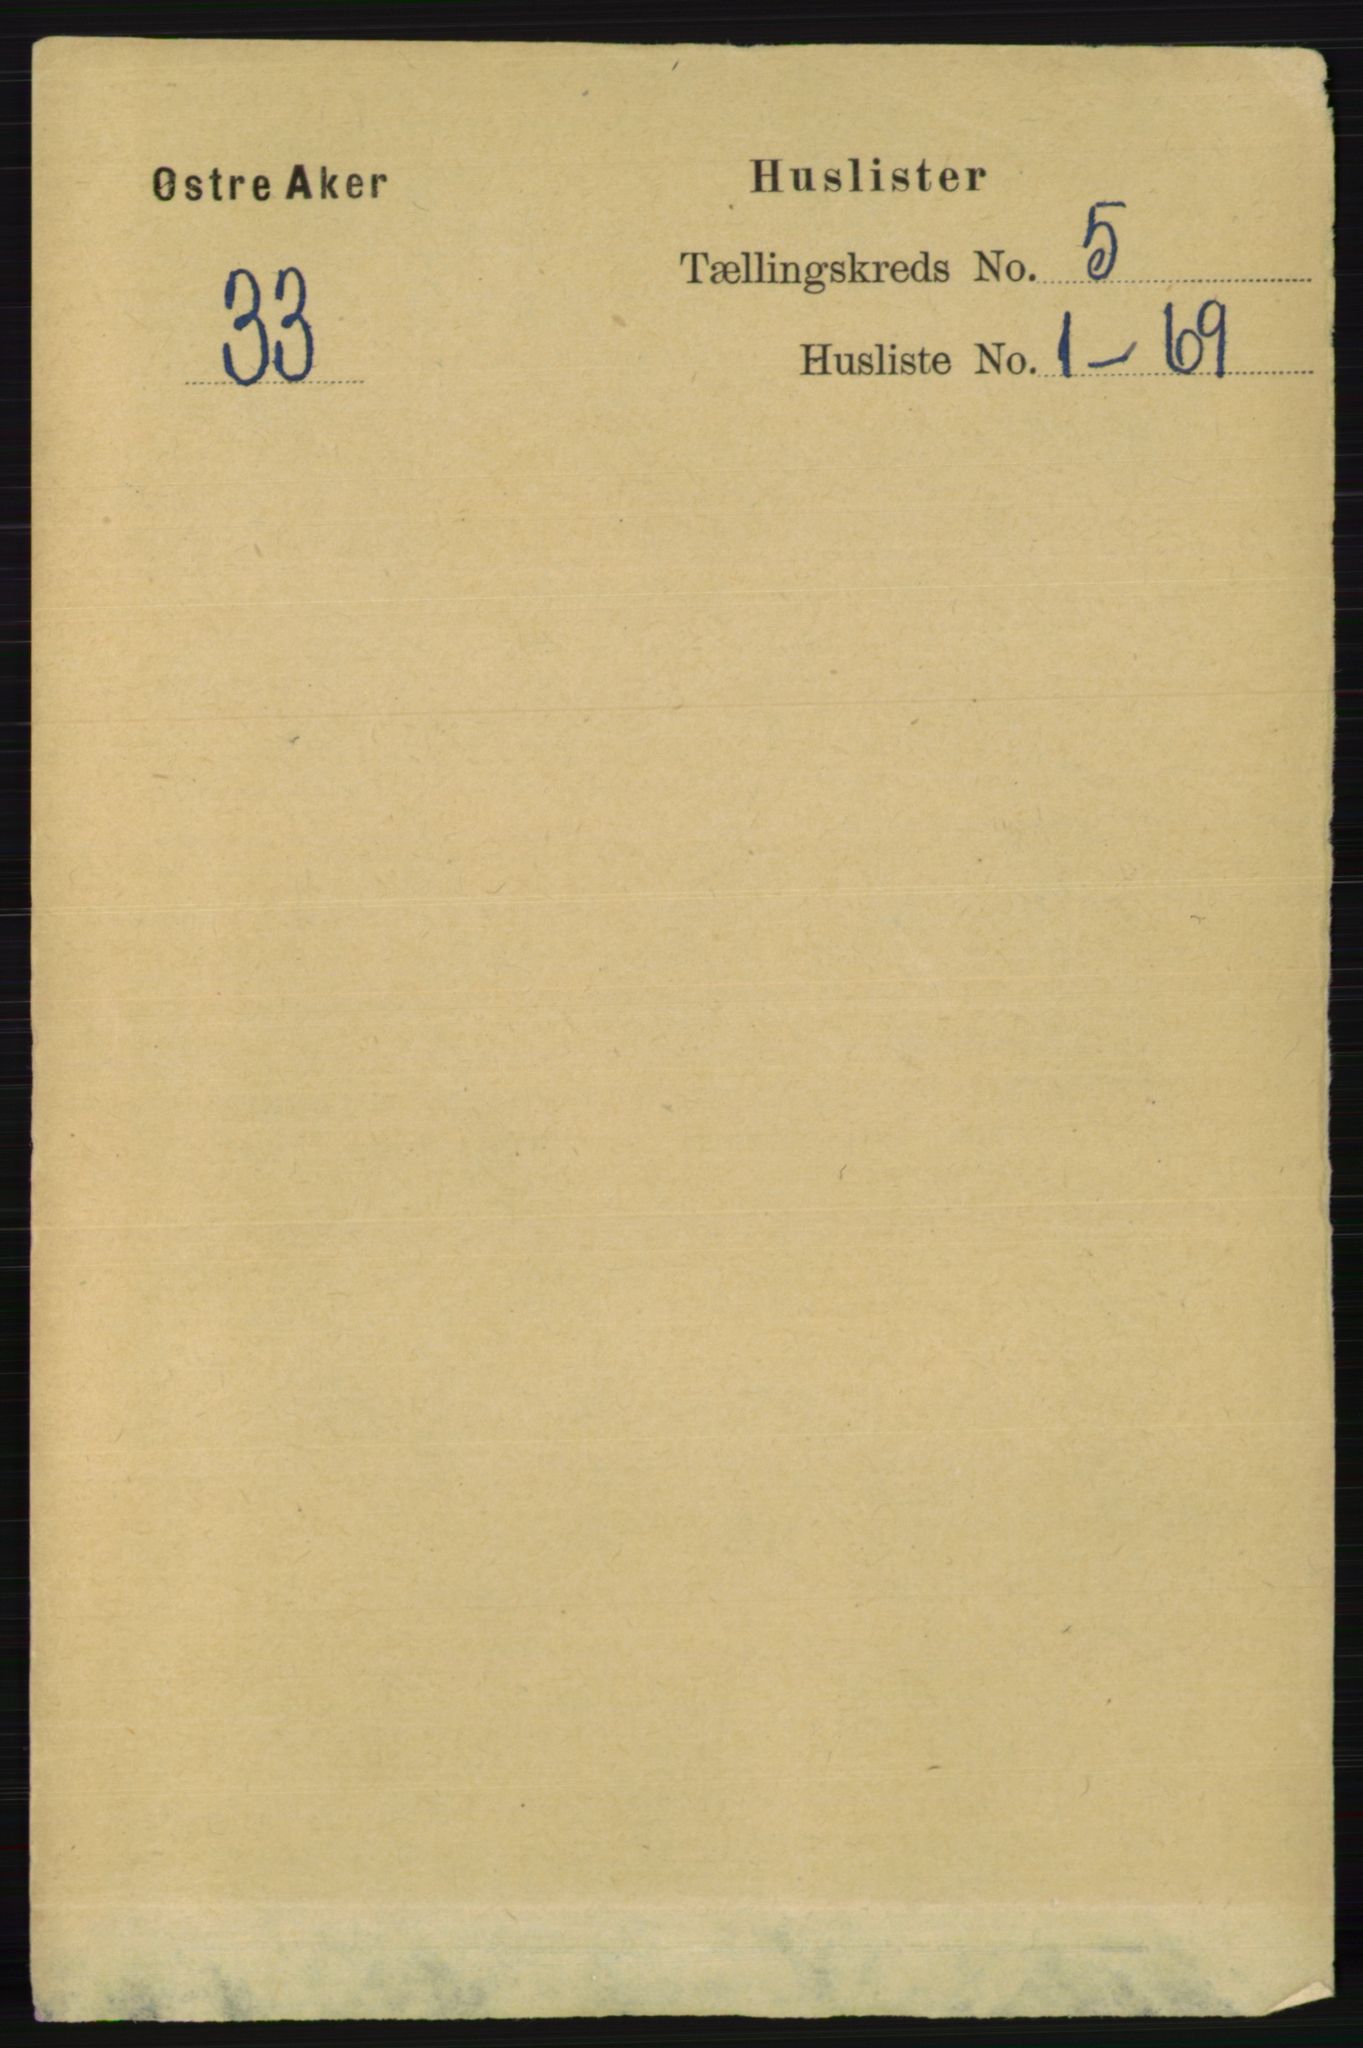 Østre Aker
33
Huslister
Tællingskreds No. 5
Husliste No. 1 – 69